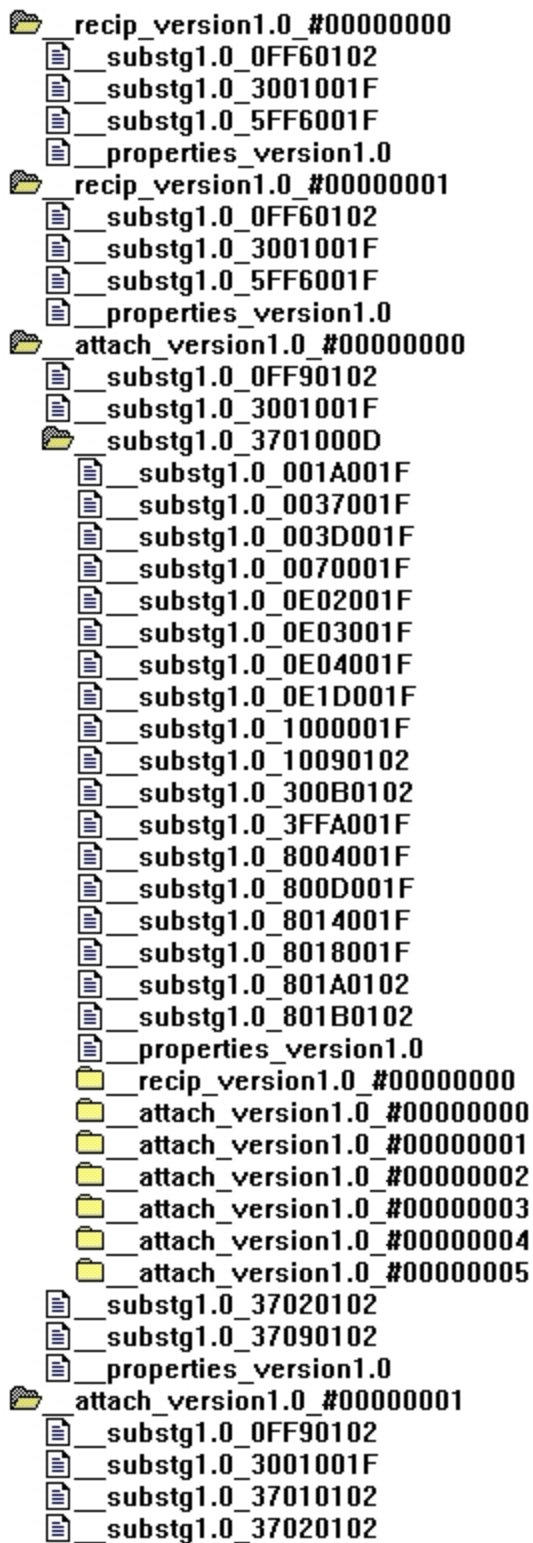 __recip_version1.0_#00000000
__substg1.0_0FF60102
__substg1.0_3001001F
__substg1.0_5FF6001F
__properties_version1.0
__recip_version1.0_#00000001
__substg1.0_0FF60102
__substg1.0_3001001F
__substg1.0_5FF6001F
__properties_version1.0
__attach_version1.0_#00000000
__substg1.0_0FF90102
__substg1.0_3001001F
__substg1.0_3701000D
__substg1.0_001A001F
__substg1.0_0037001F
__substg1.0_003D001F
__substg1.0_0070001F
__substg1.0_0E02001F
__substg1.0_0E03001F
__substg1.0_0E04001F
__substg1.0_0E1D001F
__substg1.0_1000001F
__substg1.0_10090102
__substg1.0_300B0102
__substg1.0_3FFA001F
__substg1.0_8004001F
__substg1.0_800D001F
__substg1.0_8014001F
__substg1.0_8018001F
__substg1.0_801A0102
__substg1.0_801B0102
__properties_version1.0
__recip_version1.0_#00000000
__attach_version1.0_#00000000
__attach_version1.0_#00000001
__attach_version1.0_#00000002
__attach_version1.0_#00000003
__attach_version1.0_#00000004
__attach_version1.0_#00000005
__substg1.0_37020102
__substg1.0_37090102
__properties_version1.0
__attach_version1.0_#00000001
__substg1.0_0FF90102
__substg1.0_3001001F
__substg1.0_37010102
__substg1.0_37020102